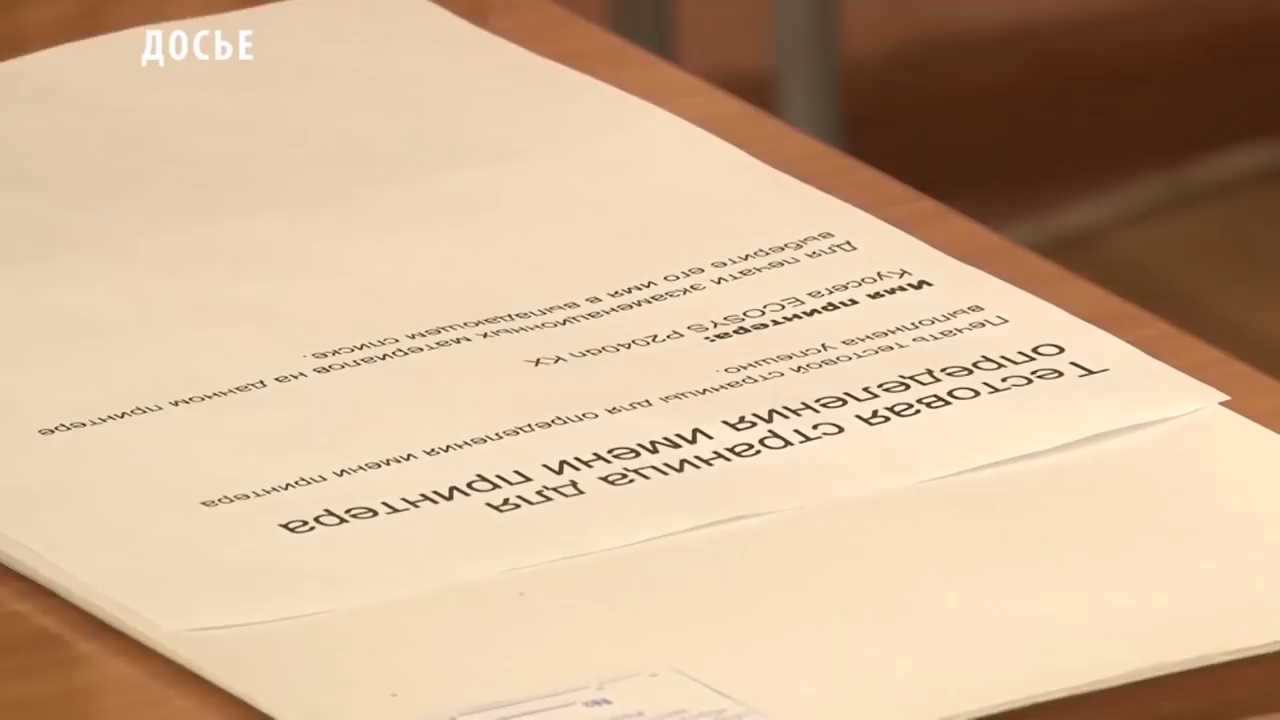 ДОСЬЕ
Тестовая страница для
определения имени принтера
Печать тестовой страницы для определения имени принтера
выполнена успешно.
Имя принтера:
Kyocera ECOSYS P2040dn KX
Для печати экзаменационных материалов на данном принтере
выберите его имя в выпадающем списке.
№